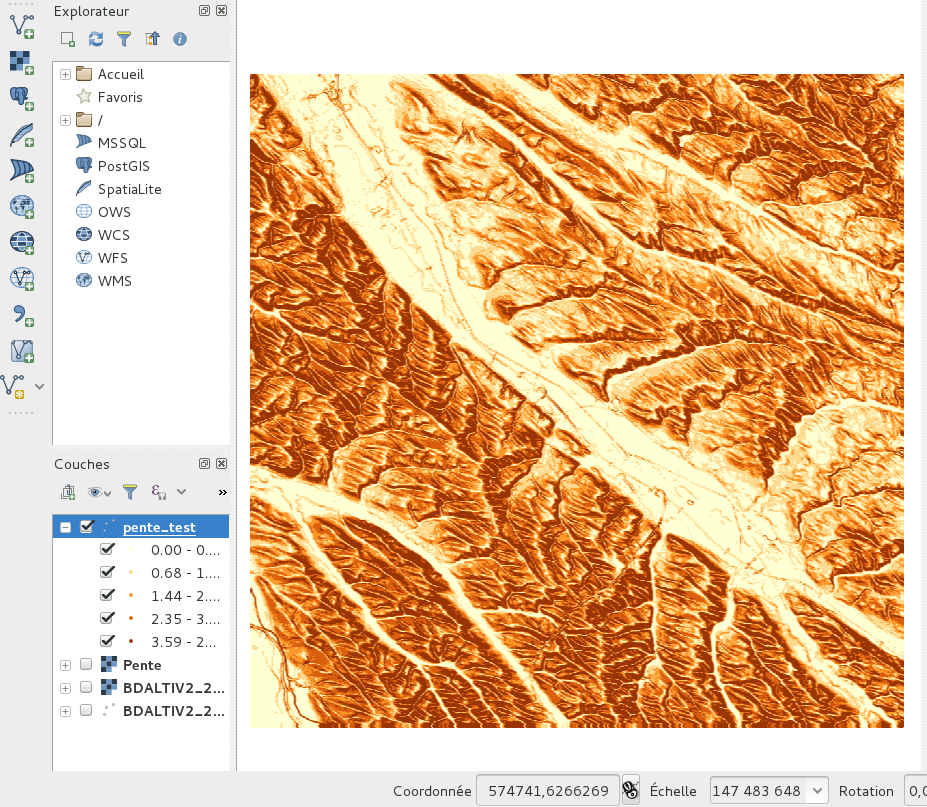 Explorateur
Accueil
Favoris
/
MSSQL
PostGIS
SpatiaLite
OWS
WCS
WFS
WMS
Couches
ε
»
pente_test
0.00 - 0....
0.68 - 1....
1.44 - 2....
2.35 - 3....
3.59 - 2...
Pente
BDALTIV2_2...
BDALTIV2_2...
Coordonnée 574741,6266269 Échelle 147 483 648 Rotation 0,0